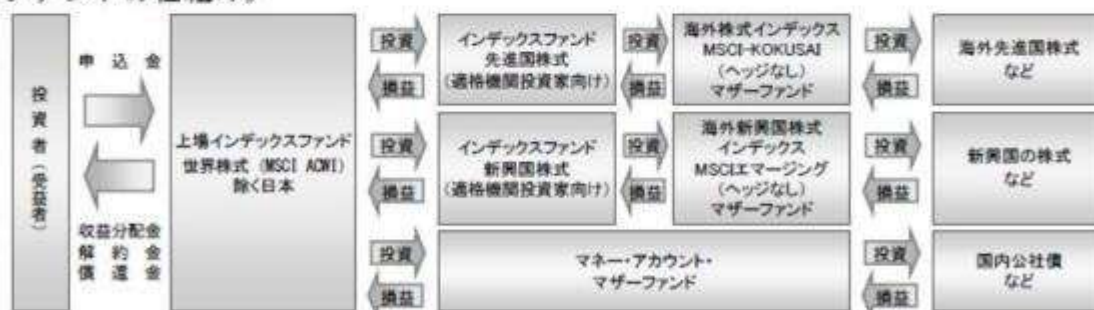 投資者（受益者）
申込金
収益分配金
解約金
償還金
上場インデックスファンド
世界株式（MSCI ACWI）
除く日本
投資
損益
インデックスファンド
先進国株式
（適格機関投資家向け）
投資
損益
海外株式インデックス
MSCI-KOKUSAI
（ヘッジなし）
マザーファンド
投資
損益
海外先進国株式
など
投資
損益
インデックスファンド
新興国株式
（適格機関投資家向け）
投資
損益
海外新興国株式
インデックス
MSCIエマージング
（ヘッジなし）
マザーファンド
投資
損益
新興国の株式
など
投資
損益
マネー・アカウント・
マザーファンド
投資
損益
国内公社債
など